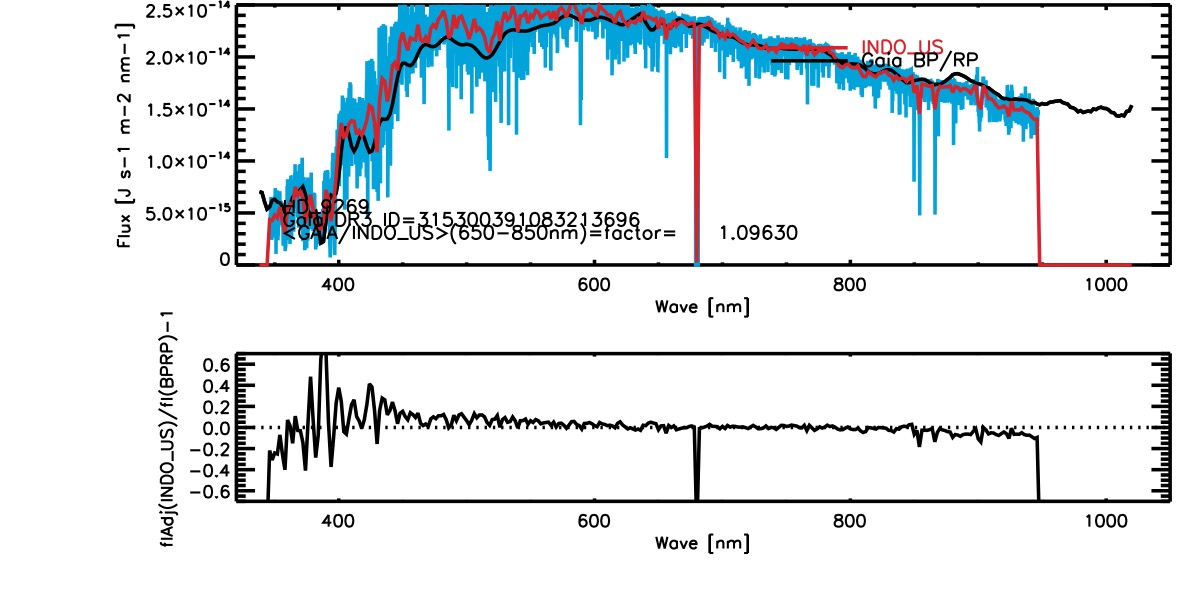 2.5×10⁻¹⁴
2.0×10⁻¹⁴
1.5×10⁻¹⁴
1.0×10⁻¹⁴
5.0×10⁻¹⁵
0
Flux [J s−1 m−2 nm−1]
INDO_US
Gaia BP/RP
HD 9269
Gaia DR3 ID=315300391083213696
<GAIA/INDO_US>(650−850nm)=factor= 1.09630
400 600 800 1000
Wave [nm]
0.6
0.4
0.2
0.0
−0.2
−0.4
−0.6
flAdj(INDO_US)/fl(BPRP)−1
400 600 800 1000
Wave [nm]